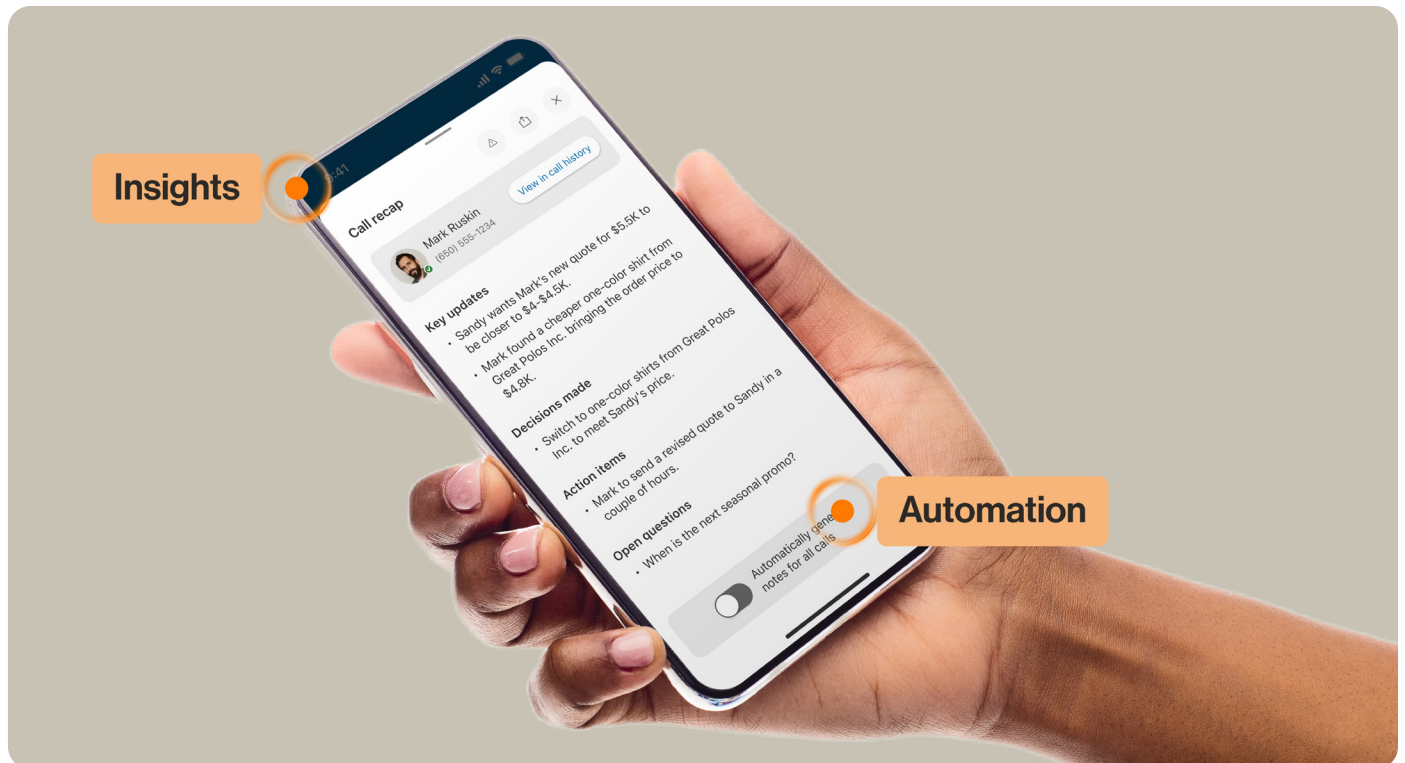 9:41
Insights
Call recap
Mark Ruskin
(650) 555-1234
View in call history
Key updates
• Sandy wants Mark's new quote for $5.5K to
be closer to $4-$4.5K.
• Mark found a cheaper one-color shirt from
Great Polos Inc. bringing the order price to
$4.8K.
Decisions made
• Switch to one-color shirts from Great Polos
Inc. to meet Sandy's price.
Action items
• Mark to send a revised quote to Sandy in a
couple of hours.
Open questions
• When is the next seasonal promo?
Automatically gene
notes for all calls
Automation